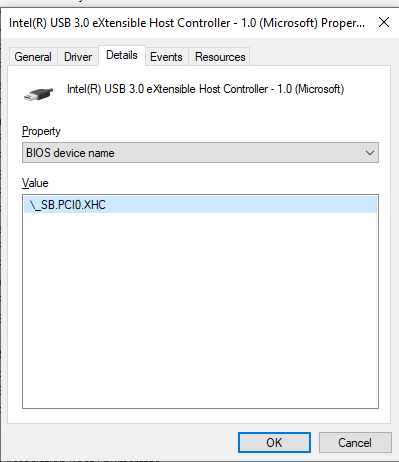 Intel(R) USB 3.0 eXtensible Host Controller - 1.0 (Microsoft) Proper...
General Driver Details Events Resources
Intel(R) USB 3.0 eXtensible Host Controller - 1.0 (Microsoft)
Property
BIOS device name
Value
\_SB.PCI0.XHC
OK Cancel